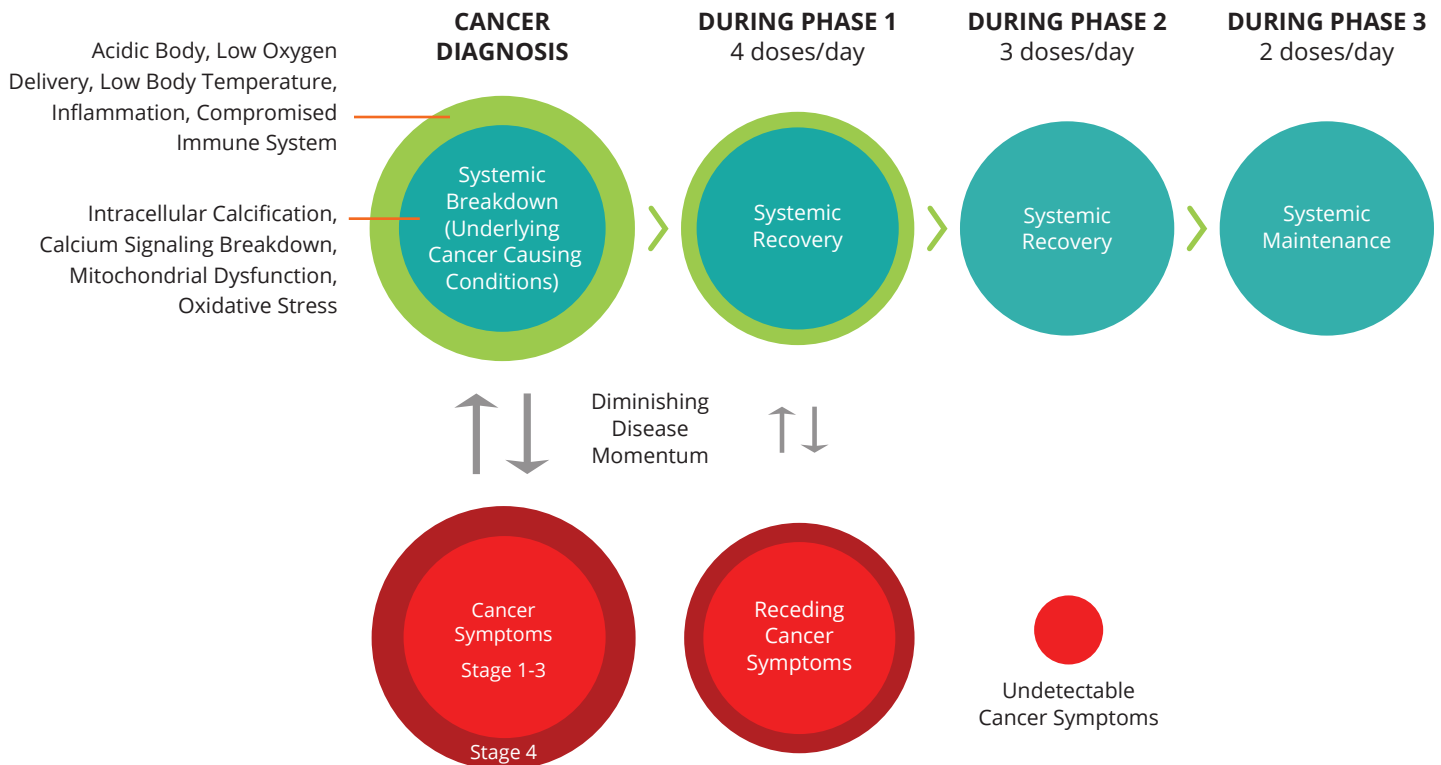 CANCER
DIAGNOSIS
DURING PHASE 1
4 doses/day
DURING PHASE 2
3 doses/day
DURING PHASE 3
2 doses/day
Acidic Body, Low Oxygen
Delivery, Low Body Temperature,
Inflammation, Compromised
Immune System
Intracellular Calcification,
Calcium Signaling Breakdown,
Mitochondrial Dysfunction,
Oxidative Stress
Systemic
Breakdown
(Underlying
Cancer Causing
Conditions)
Systemic
Recovery
Systemic
Recovery
Systemic
Maintenance
Diminishing
Disease
Momentum
Cancer
Symptoms
Stage 1-3
Stage 4
Receding
Cancer
Symptoms
Undetectable
Cancer Symptoms